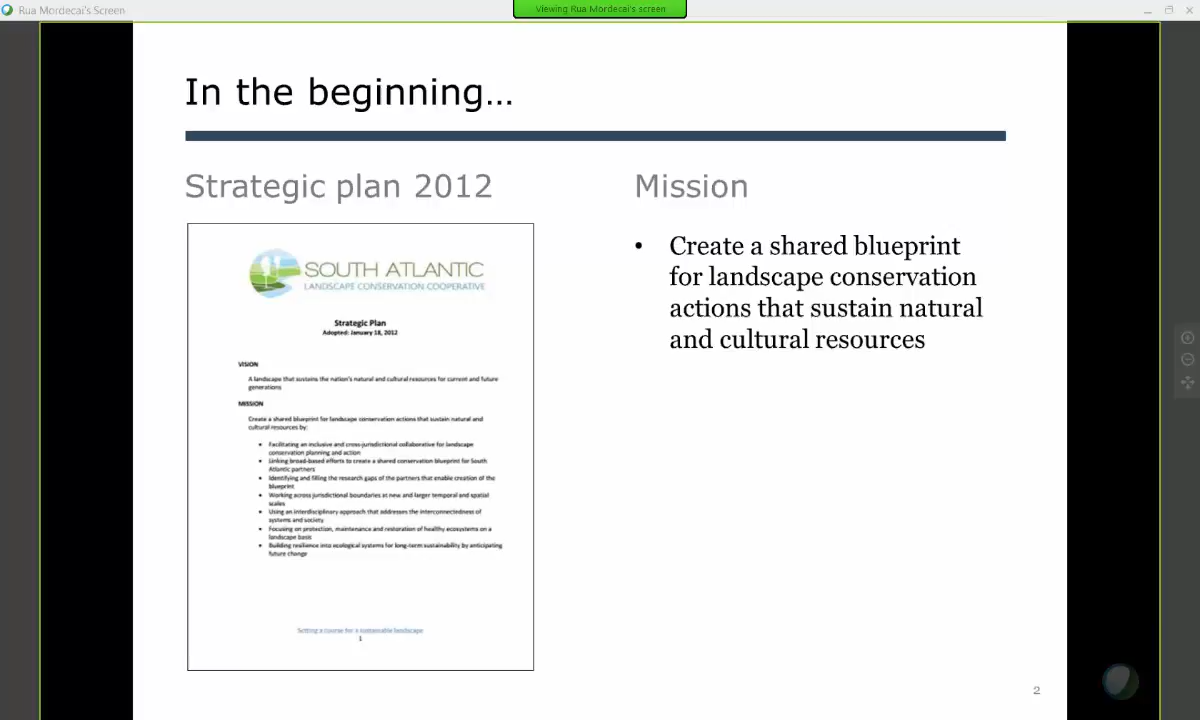 Rua Mordecai's Screen
Viewing Rua Mordecai's screen
In the beginning...
Strategic plan 2012
SOUTH ATLANTIC
LANDSCAPE CONSERVATION COOPERATIVE
Strategic Plan
Adopted: January 18, 2012
VISION
A landscape that sustains the nation's natural and cultural resources for current and future
generations
MISSION
Create a shared blueprint for landscape conservation actions that sustain natural and
cultural resources by:
• Facilitating an inclusive and cross-jurisdictional collaborative for landscape
conservation planning and action
• Linking broad-based efforts to create a shared conservation blueprint for South
Atlantic partners
• Identifying and filling the research gaps of the partners that enable creation of the
blueprint
• Working across jurisdictional boundaries at new and larger temporal and spatial
scales
• Using an interdisciplinary approach that addresses the interconnectedness of
systems and society
• Focusing on protection, maintenance and restoration of healthy ecosystems on a
landscape basis
• Building resilience into ecological systems for long-term sustainability by anticipating
future change
Setting a course for a sustainable landscape
1
Mission
• Create a shared blueprint
for landscape conservation
actions that sustain natural
and cultural resources
2